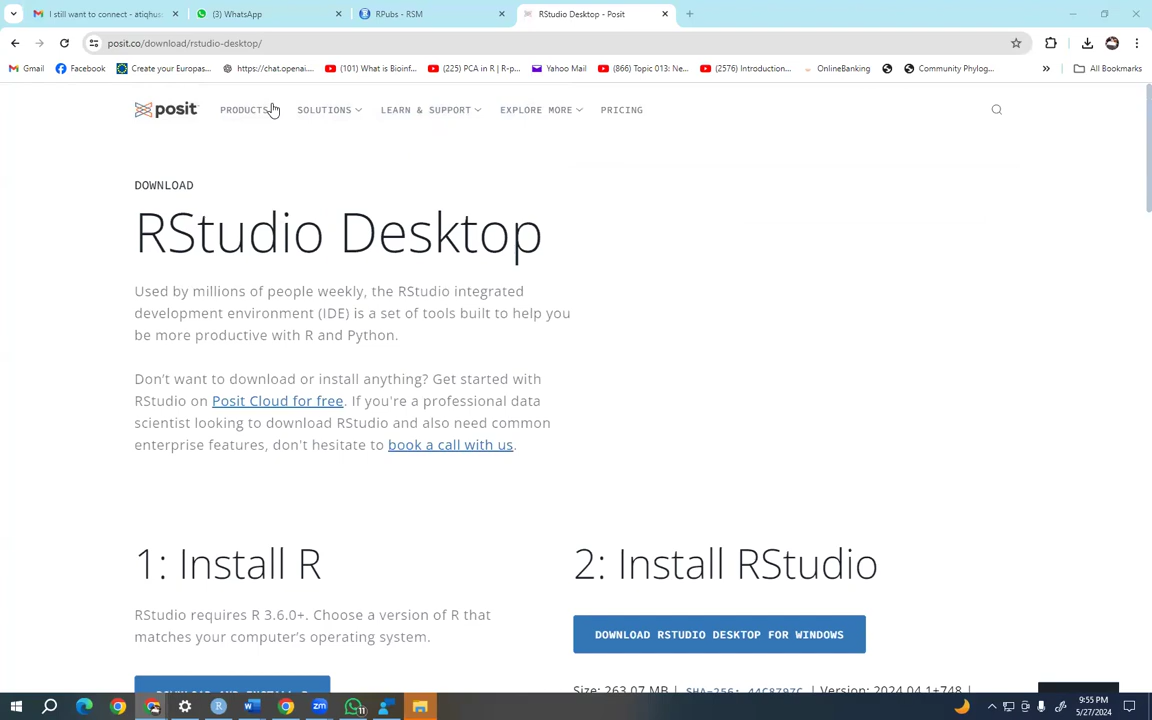 I still want to connect - atiqhus
(3) WhatsApp
RPubs - RSM
RStudio Desktop - Posit
posit.co/download/rstudio-desktop/
Gmail
Facebook
Create your Europas...
https://chat.openai....
(101) What is Bioinf...
(225) PCA in R | R-p...
Yahoo Mail
(866) Topic 013: Ne...
(2576) Introduction...
OnlineBanking
Community Phylog...
All Bookmarks
posit
PRODUCTS
SOLUTIONS
LEARN & SUPPORT
EXPLORE MORE
PRICING
DOWNLOAD
RStudio Desktop
Used by millions of people weekly, the RStudio integrated
development environment (IDE) is a set of tools built to help you
be more productive with R and Python.
Don't want to download or install anything? Get started with
RStudio on Posit Cloud for free. If you're a professional data
scientist looking to download RStudio and also need common
enterprise features, don't hesitate to book a call with us.
1: Install R
RStudio requires R 3.6.0+. Choose a version of R that
matches your computer's operating system.
DOWNLOAD AND INSTALL R
2: Install RStudio
DOWNLOAD RSTUDIO DESKTOP FOR WINDOWS
Size: 263.07 MB | SHA-256: 44C8797C | Version: 2024.04.1+748 |
9:55 PM
5/27/2024